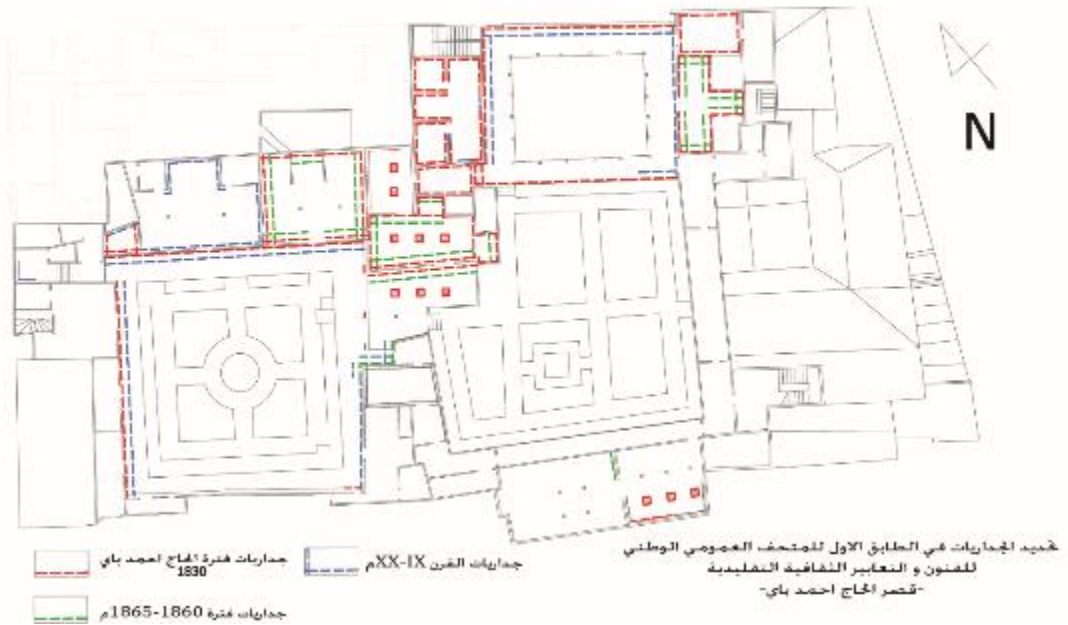 N
تحديد الجداريات في الطابق الاول للمتحف العمومي الوطني
للفنون و التعابير الثقافية التقليدية
-قصر الحاج احمد باي-
جداريات فترة الحاج احمد باي
1830
جداريات القرن XX-IXم
جداريات فترة 1860-1865م